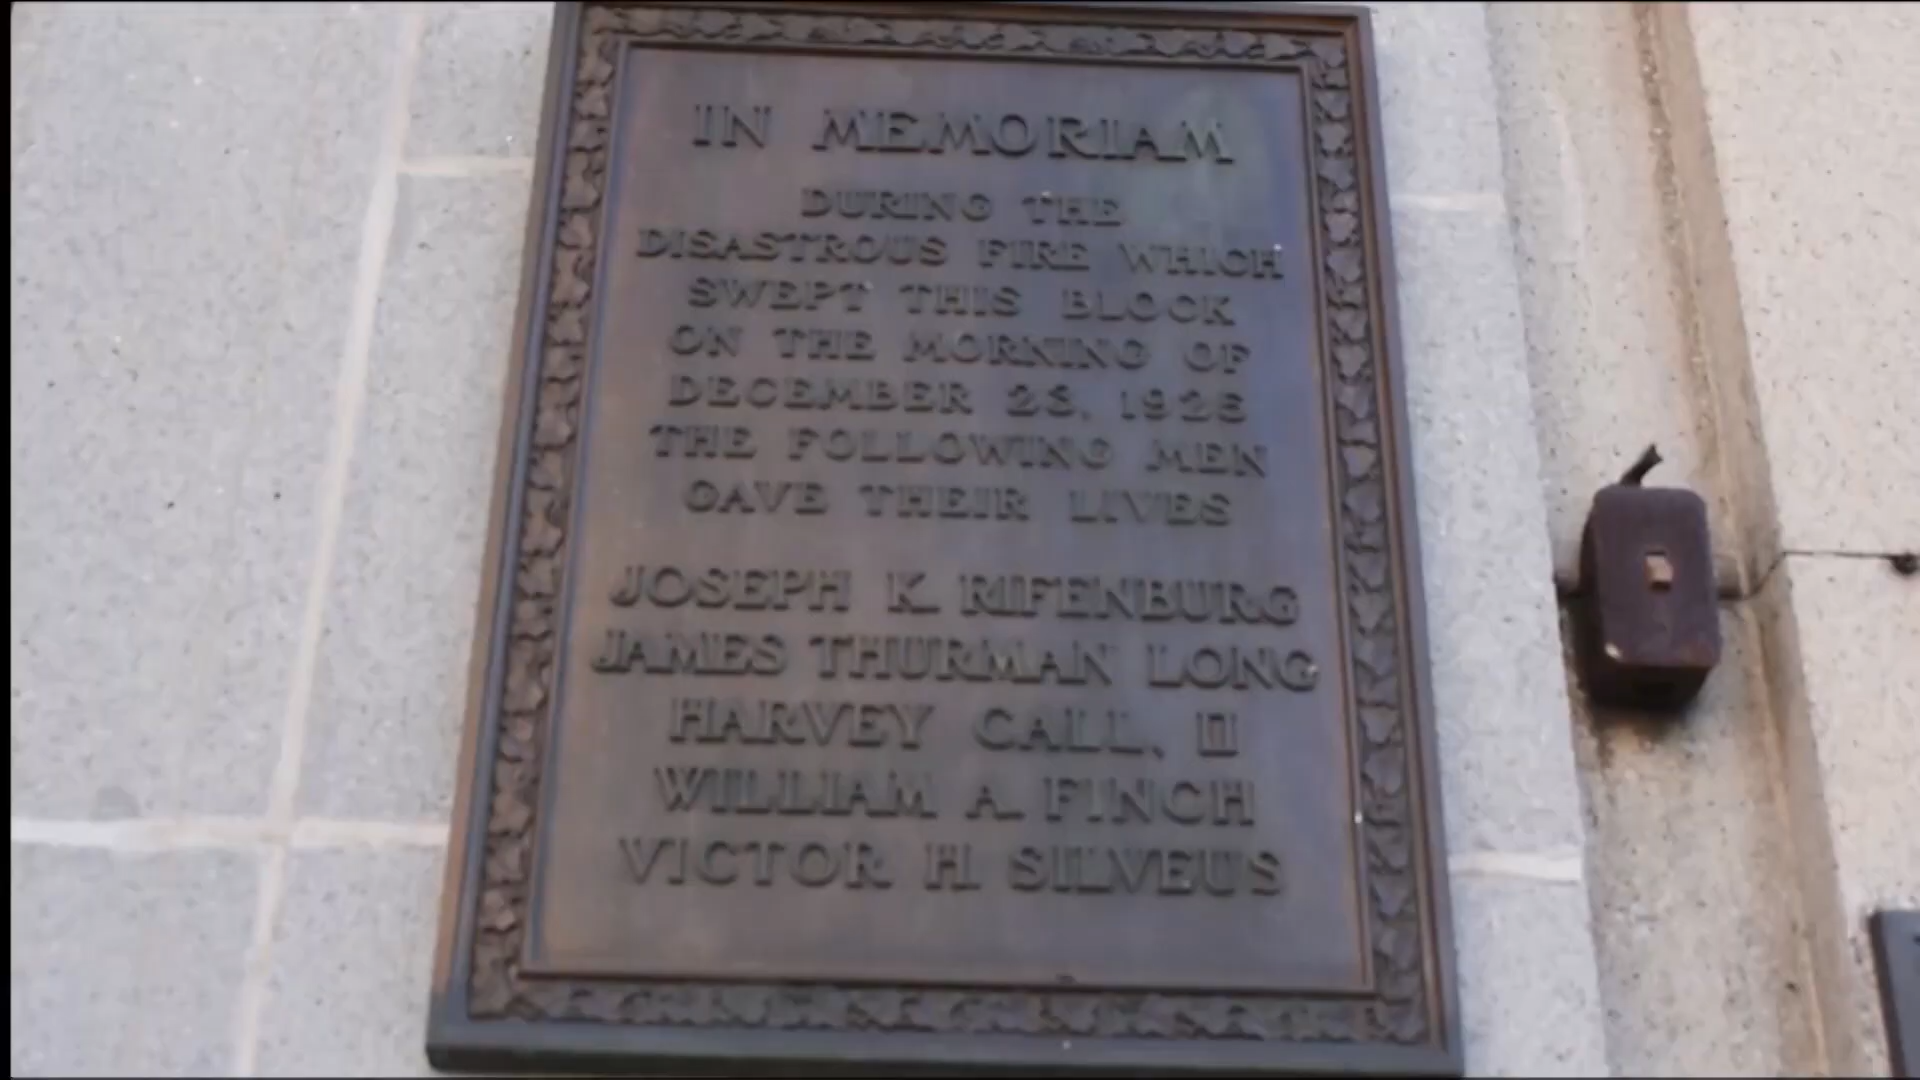 IN MEMORIAM
DURING THE
DISASTROUS FIRE WHICH
SWEPT THIS BLOCK
ON THE MORNING OF
DECEMBER 23, 1925
THE FOLLOWING MEN
GAVE THEIR LIVES
JOSEPH K. RIFENBURG
JAMES THURMAN LONG
HARVEY CALL, II
WILLIAM A. FINCH
VICTOR H. SILVEUS